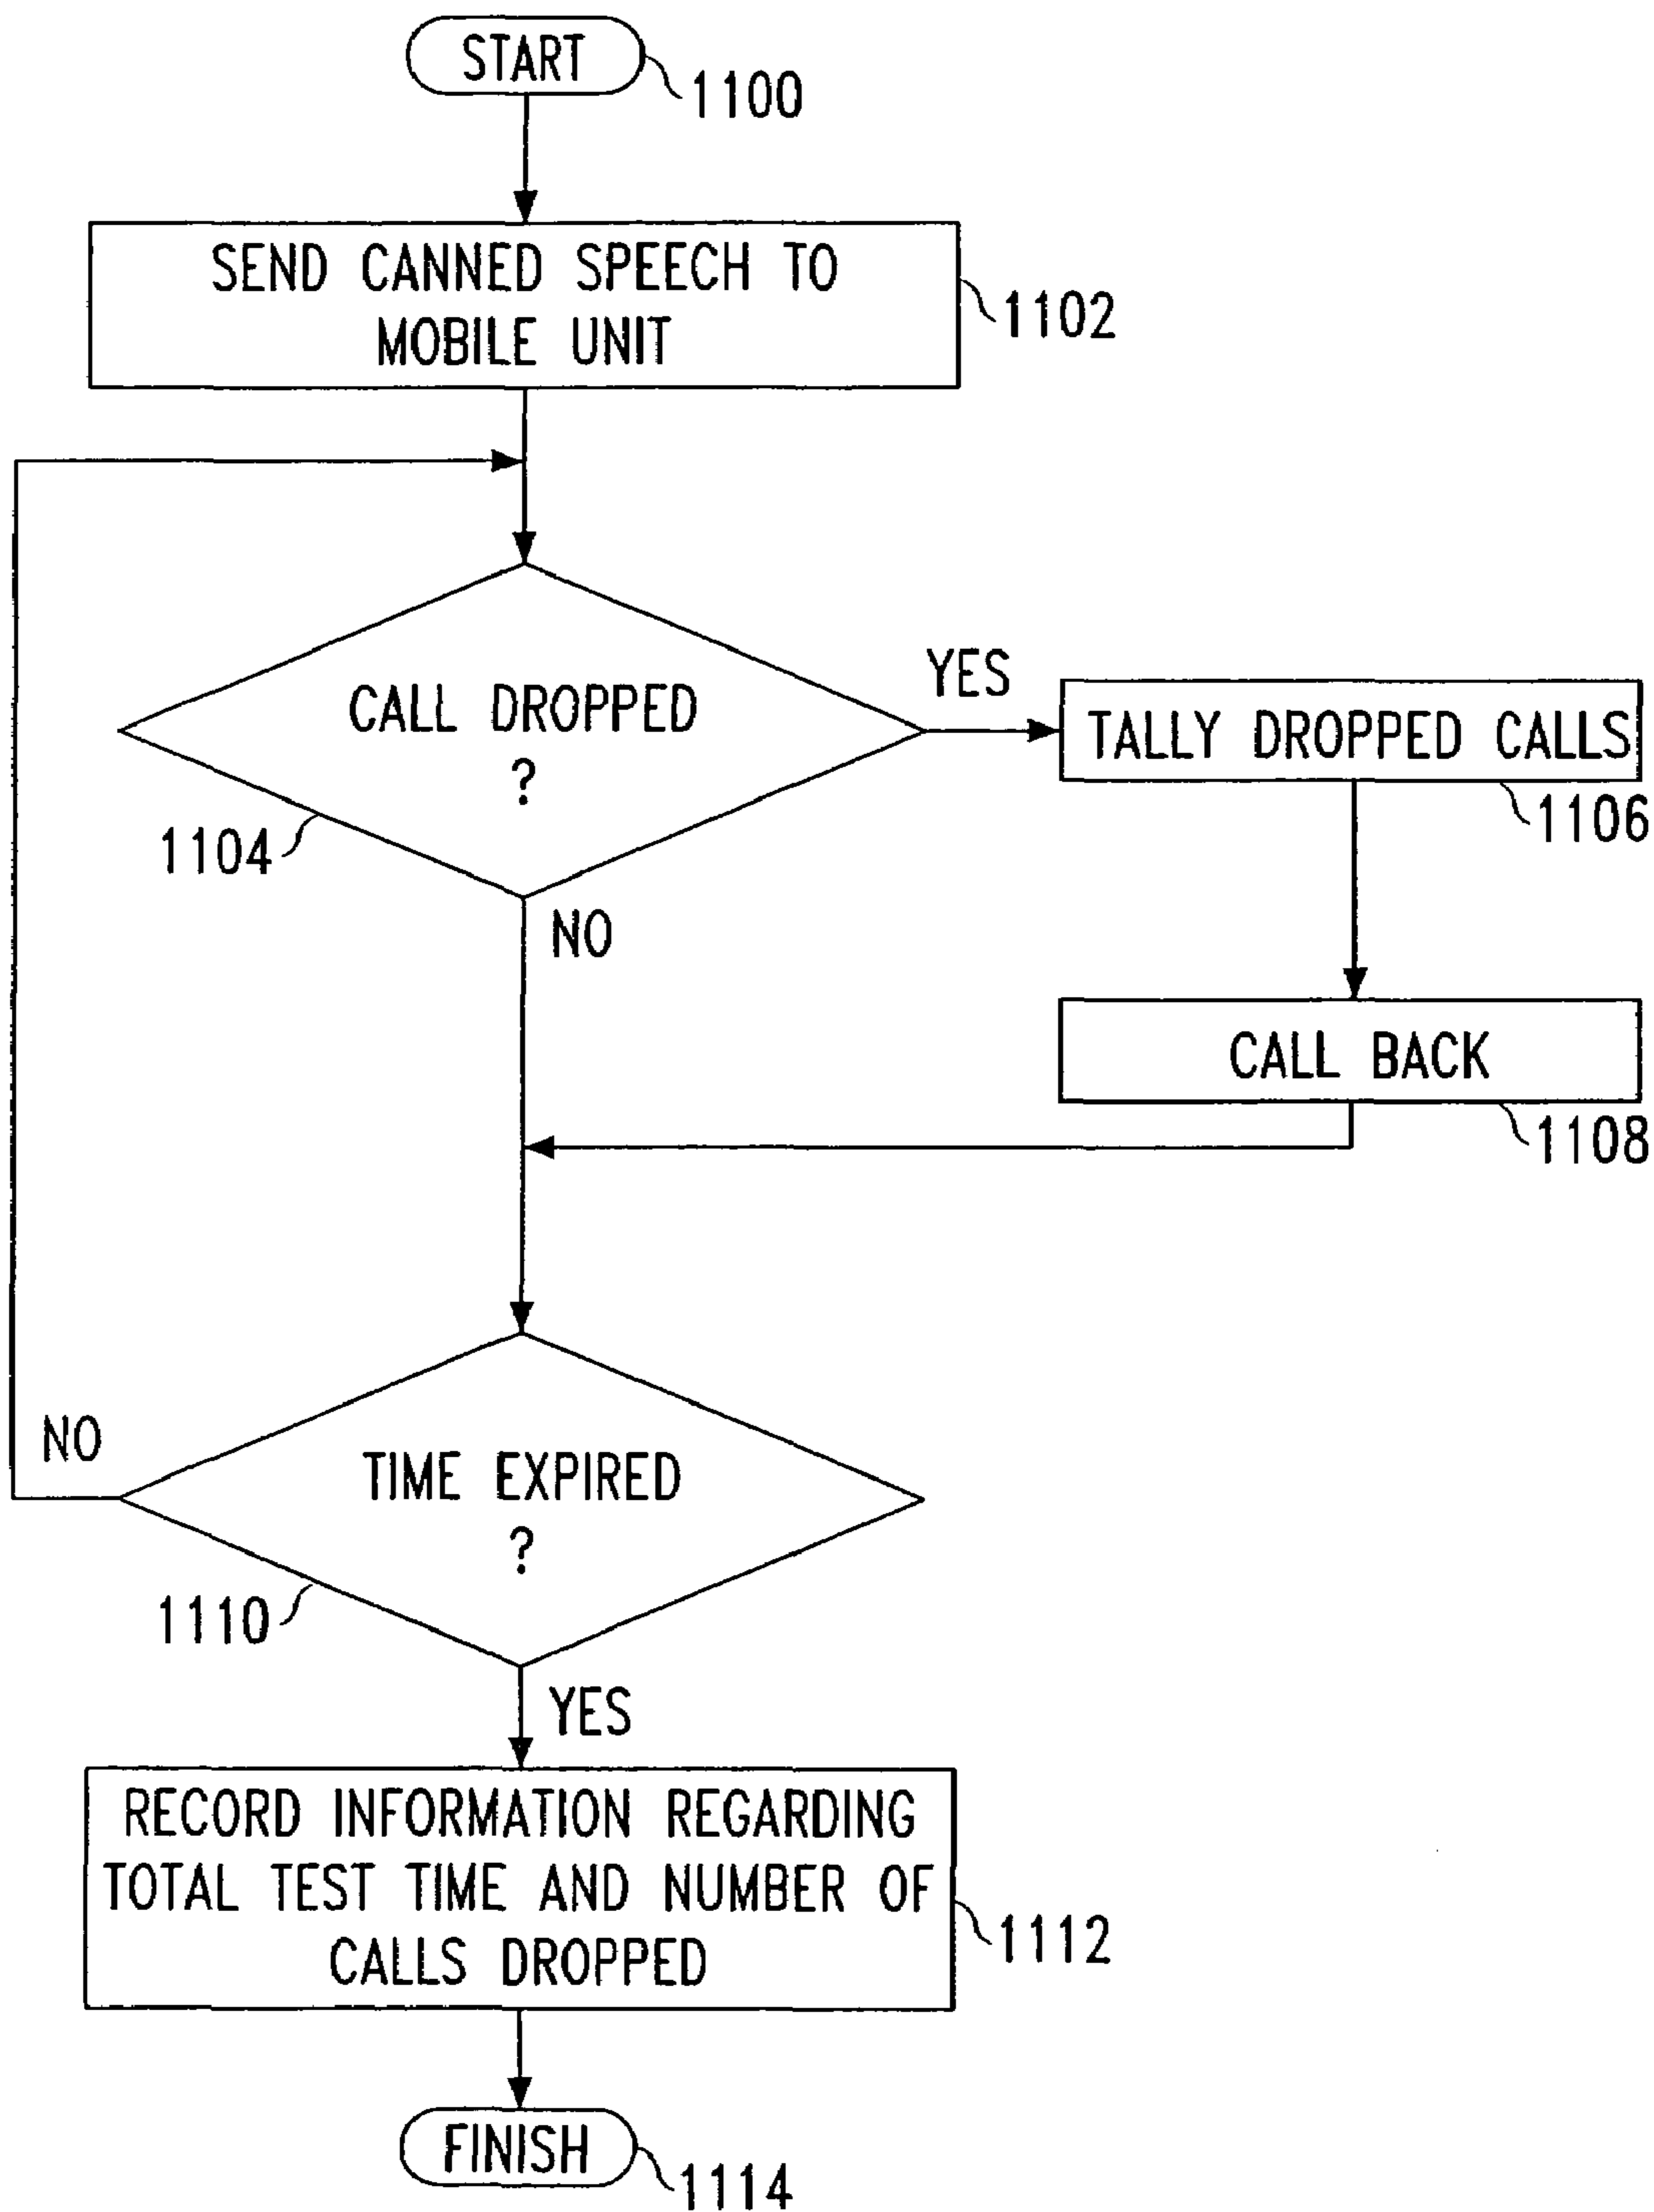 START
1100
SEND CANNED SPEECH TO
MOBILE UNIT
1102
CALL DROPPED
?
1104
YES
TALLY DROPPED CALLS
1106
NO
CALL BACK
1108
TIME EXPIRED
?
1110
NO
YES
RECORD INFORMATION REGARDING
TOTAL TEST TIME AND NUMBER OF
CALLS DROPPED
1112
FINISH
1114